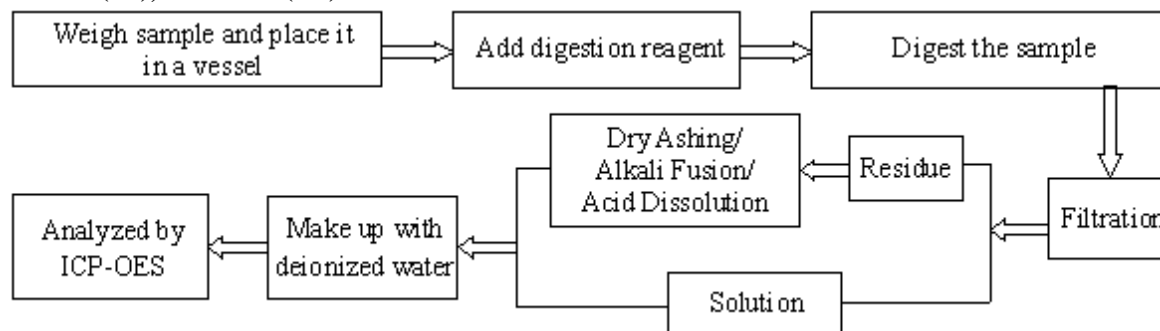 Weigh sample and place it
in a vessel
Add digestion reagent
Digest the sample
Dry Ashing/
Alkali Fusion/
Acid Dissolution
Residue
Filtration
Analyzed by
ICP-OES
Make up with
deionized water
Solution